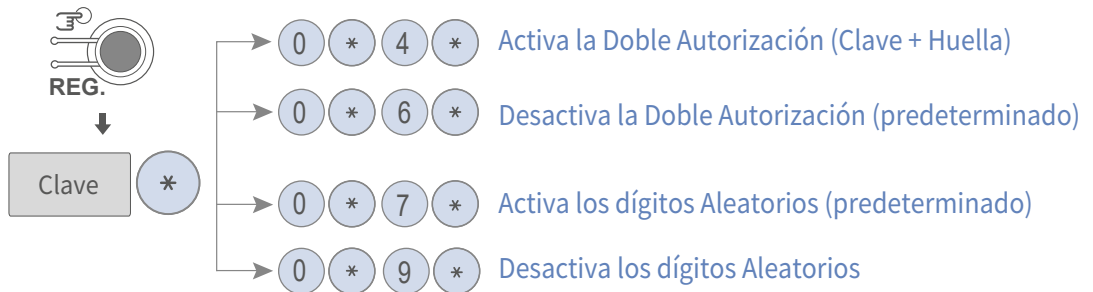 REG.
Clave *
0 * 4 * Activa la Doble Autorización (Clave + Huella)
0 * 6 * Desactiva la Doble Autorización (predeterminado)
0 * 7 * Activa los dígitos Aleatorios (predeterminado)
0 * 9 * Desactiva los dígitos Aleatorios